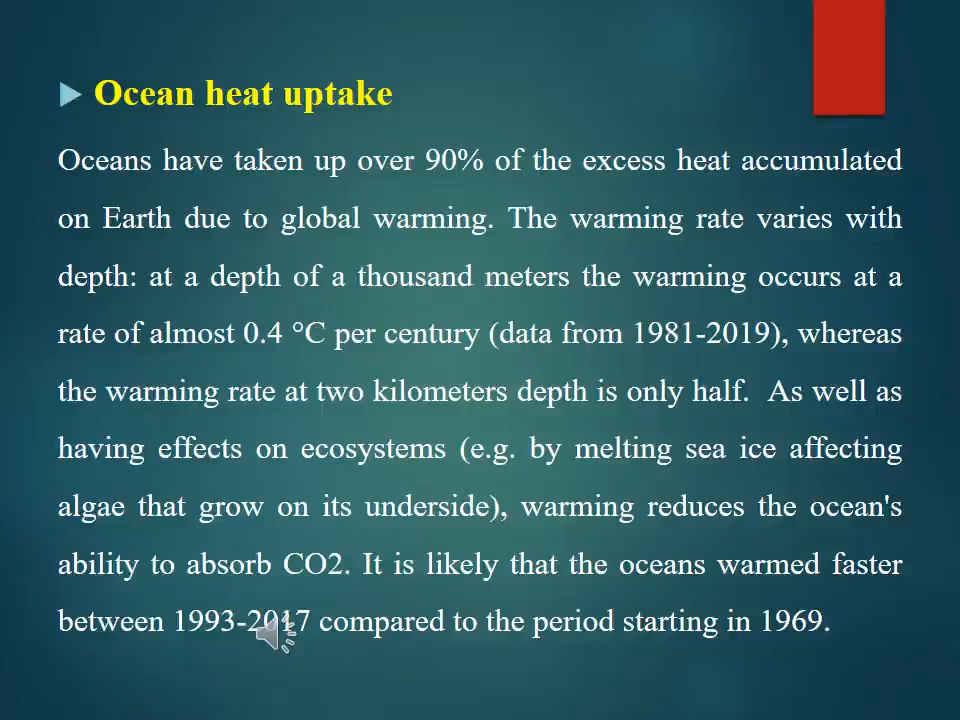 Ocean heat uptake
Oceans have taken up over 90% of the excess heat accumulated
on Earth due to global warming. The warming rate varies with
depth: at a depth of a thousand meters the warming occurs at a
rate of almost 0.4 °C per century (data from 1981-2019), whereas
the warming rate at two kilometers depth is only half.  As well as
having effects on ecosystems (e.g. by melting sea ice affecting
algae that grow on its underside), warming reduces the ocean's
ability to absorb CO2. It is likely that the oceans warmed faster
between 1993-2017 compared to the period starting in 1969.